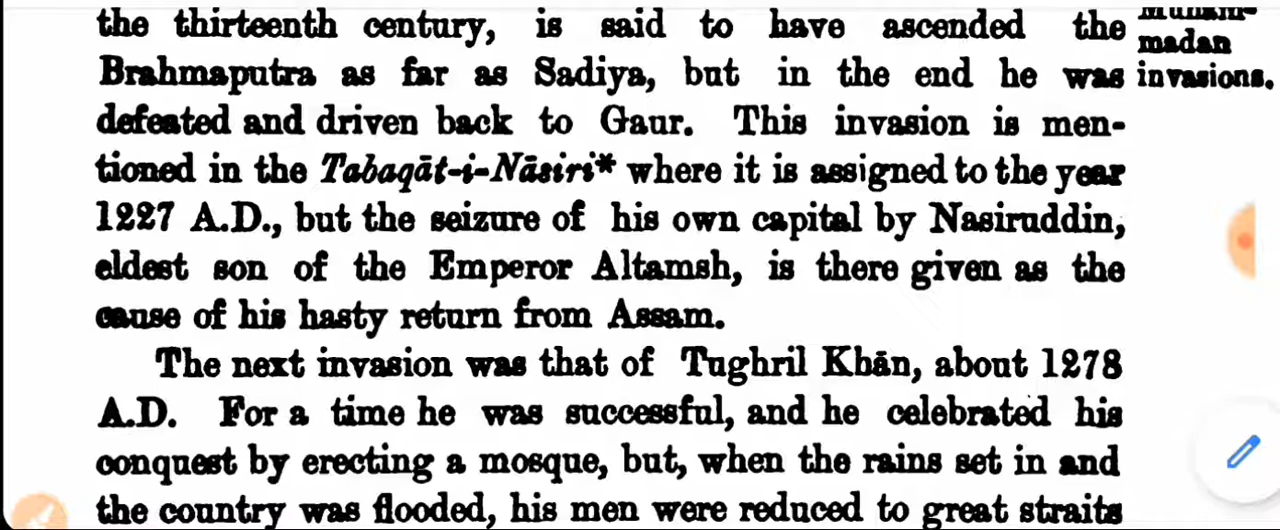 the thirteenth century, is said to have ascended the
madan
Brahmaputra as far as Sadiya, but in the end he was
invasions.
defeated and driven back to Gaur. This invasion is men-
tioned in the Tabaqāt-i-Nāsiri* where it is assigned to the year
1227 A.D., but the seizure of his own capital by Nasiruddin,
eldest son of the Emperor Altamsh, is there given as the
cause of his hasty return from Assam.
The next invasion was that of Tughril Khān, about 1278
A.D. For a time he was successful, and he celebrated his
conquest by erecting a mosque, but, when the rains set in and
the country was flooded, his men were reduced to great straits